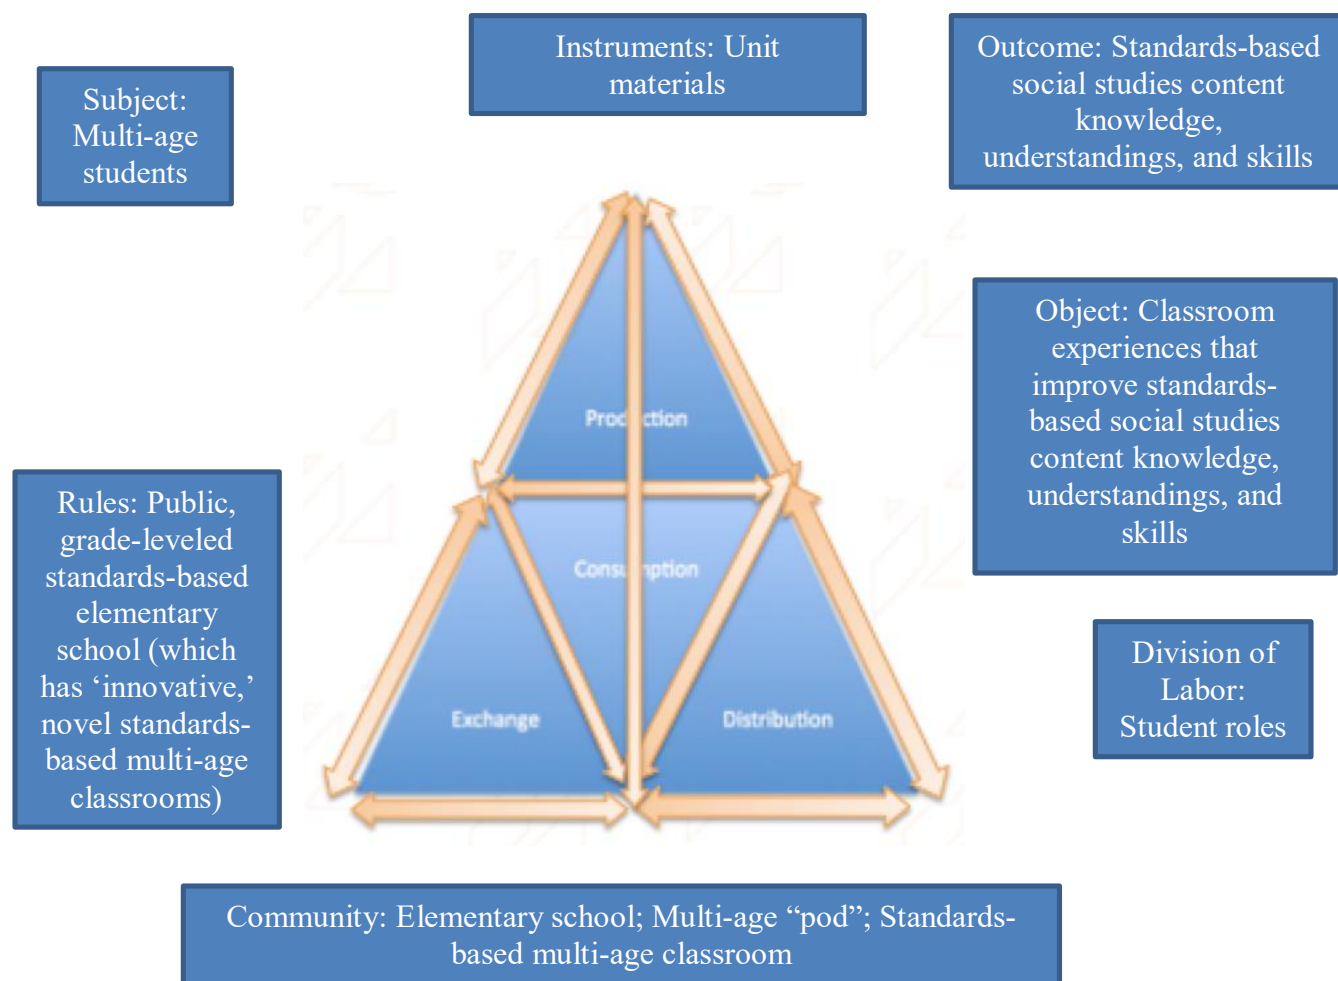 Instruments: Unit
materials
Outcome: Standards-
based
social studies content
knowledge,
understandings, and skills
Subject:
Multi-age
students
Production
Object: Classroom
experiences that
improve standards-
based social studies
content knowledge,
understandings, and
skills
Rules: Public,
grade-leveled
standards-based
elementary
school (which
has ‘innovative,’
novel standards-
based multi-age
classrooms)
Consumption
Exchange
Distribution
Division of
Labor:
Student roles
Community: Elementary school; Multi-age “pod”; Standards-
based multi-age classroom